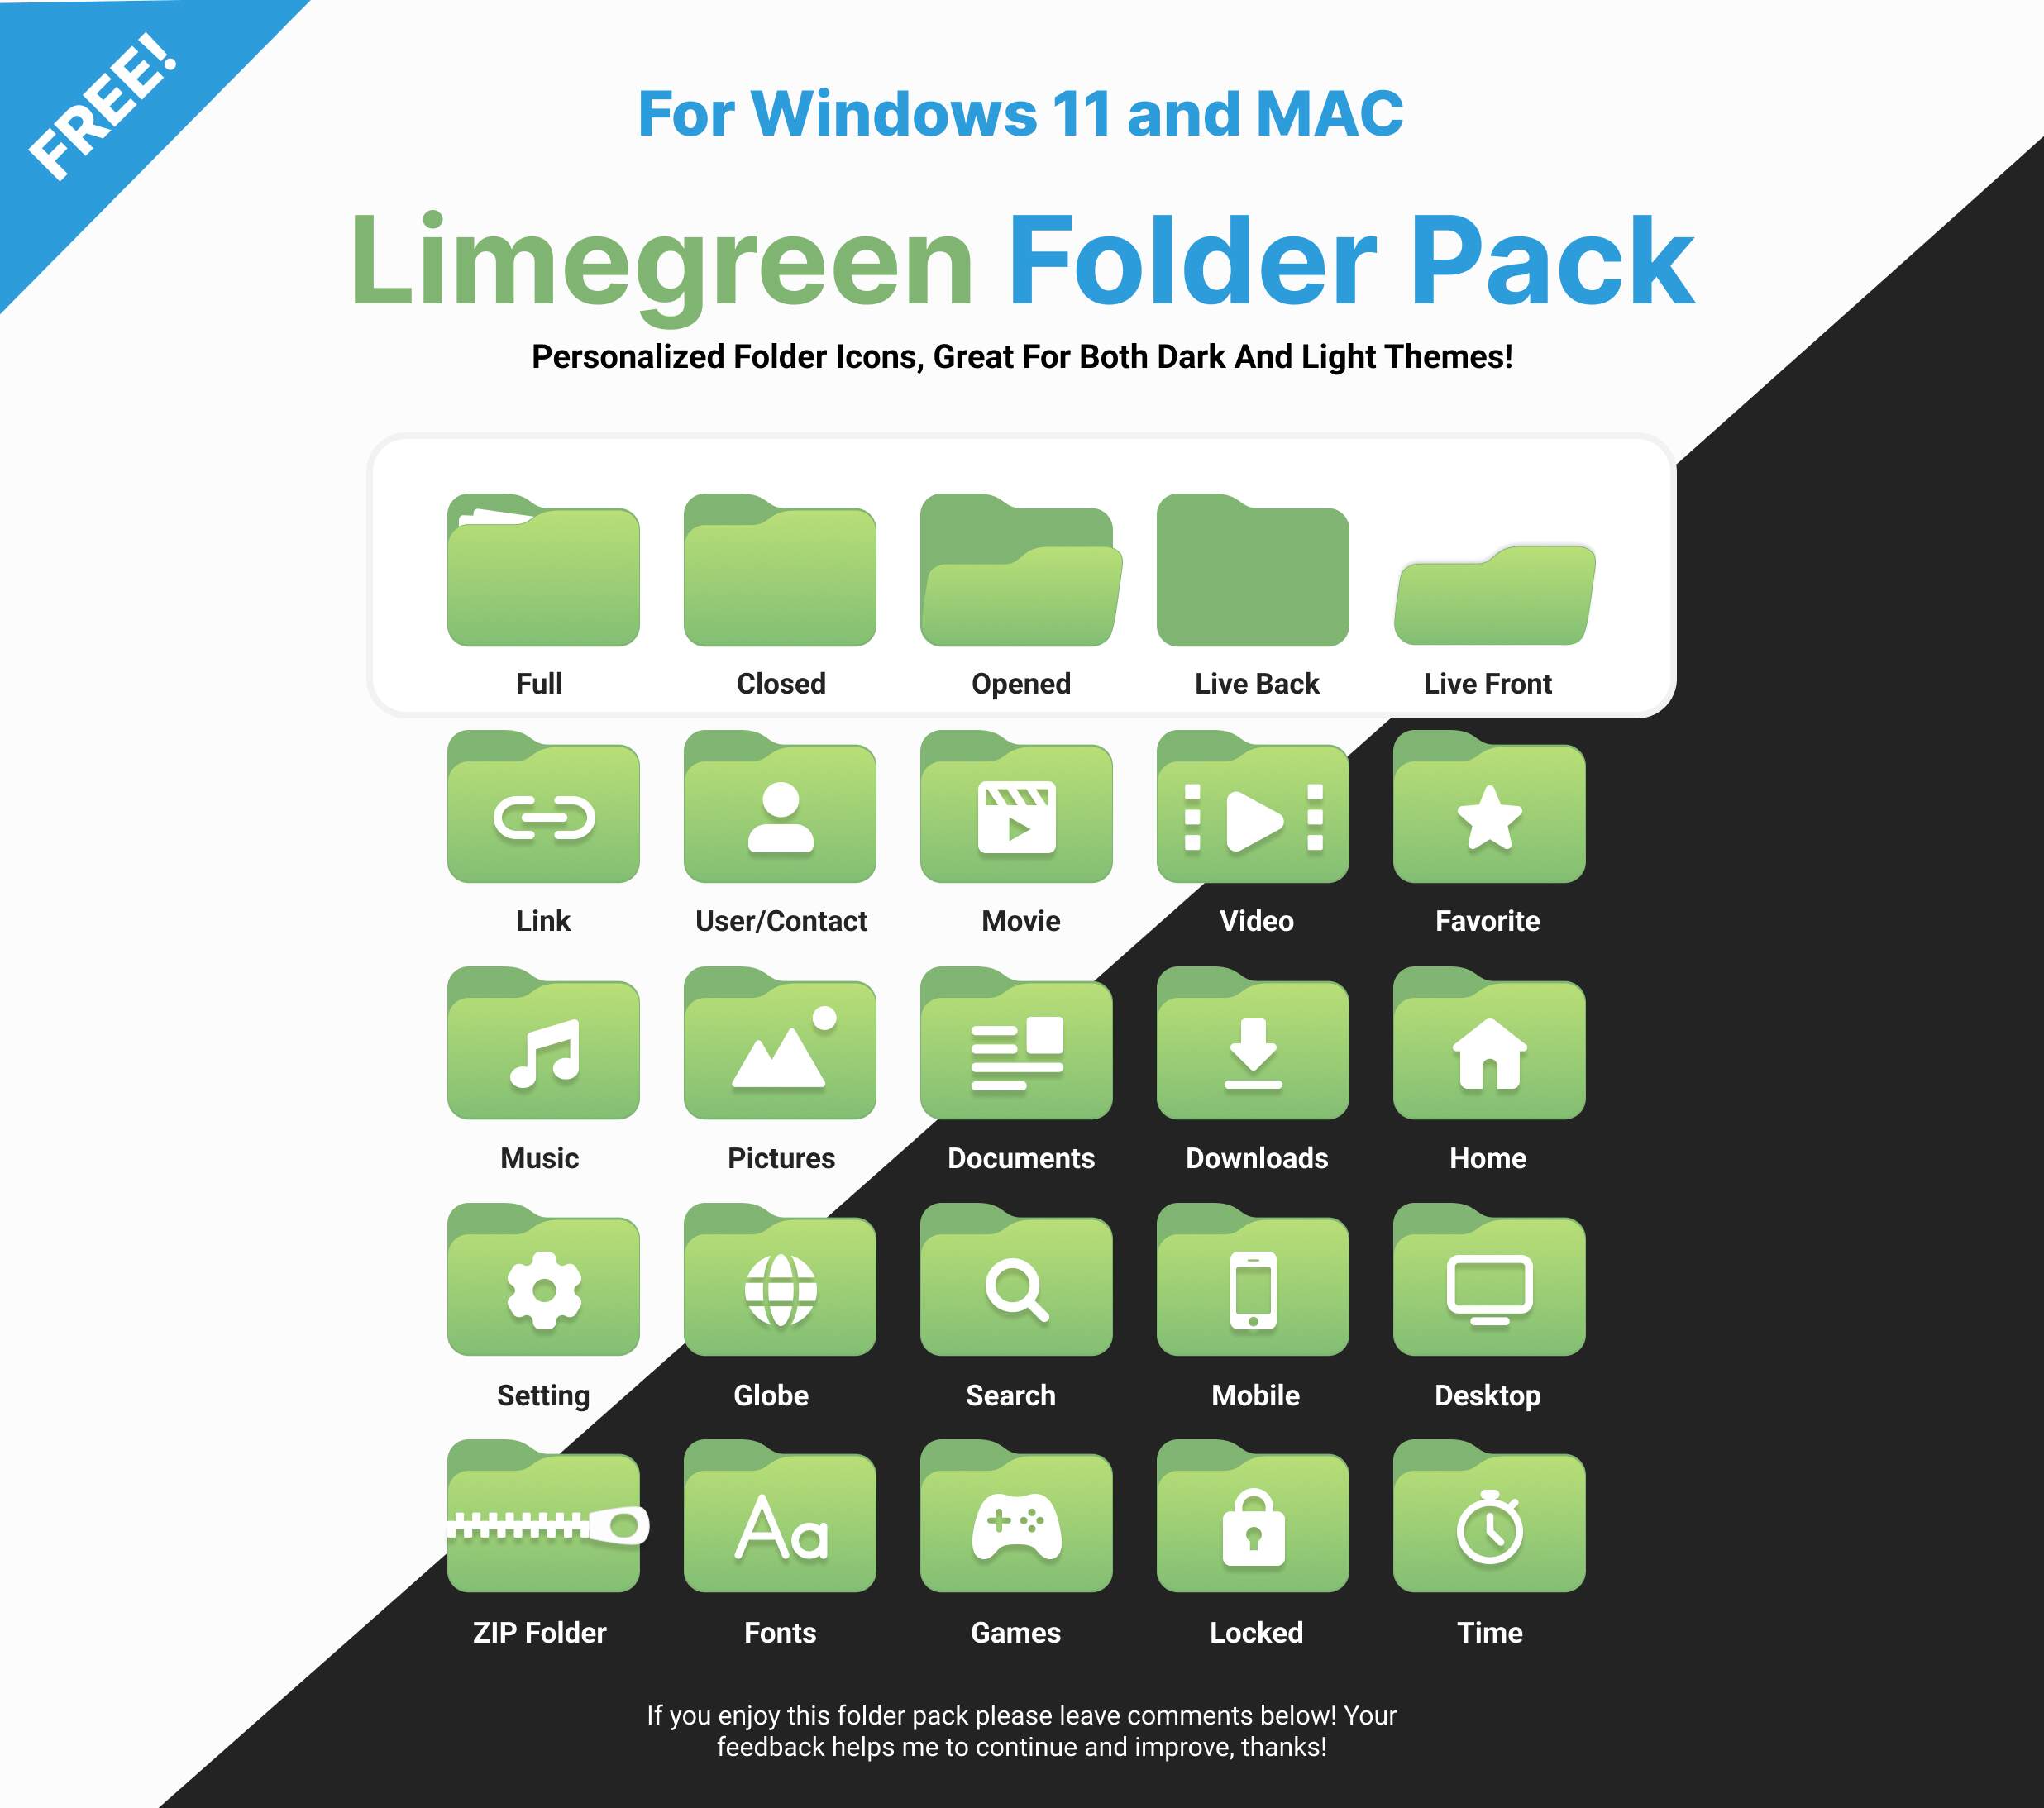 FREE!
For Windows 11 and MAC
Limegreen Folder Pack
Personalized Folder Icons, Great For Both Dark And Light Themes!
Full
Closed
Opened
Live Back
Live Front
Link
User/Contact
Movie
Video
Favorite
Music
Pictures
Documents
Downloads
Home
Setting
Globe
Search
Mobile
Desktop
Aa
ZIP Folder
Fonts
Games
Locked
Time
If you enjoy this folder pack please leave comments below! Your
feedback helps me to continue and improve, thanks!